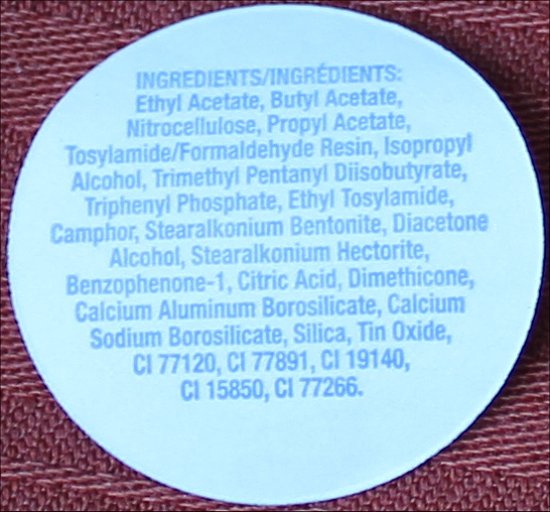 INGREDIENTS/INGRÉDIENTS:
Ethyl Acetate, Butyl Acetate,
Nitrocellulose, Propyl Acetate,
Tosylamide/Formaldehyde Resin, Isopropyl
Alcohol, Trimethyl Pentanyl Diisobutyrate,
Triphenyl Phosphate, Ethyl Tosylamide,
Camphor, Stearalkonium Bentonite, Diacetone
Alcohol, Stearalkonium Hectorite,
Benzophenone-1, Citric Acid, Dimethicone,
Calcium Aluminum Borosilicate, Calcium
Sodium Borosilicate, Silica, Tin Oxide,
CI 77120, CI 77891, CI 19140,
CI 15850, CI 77266.